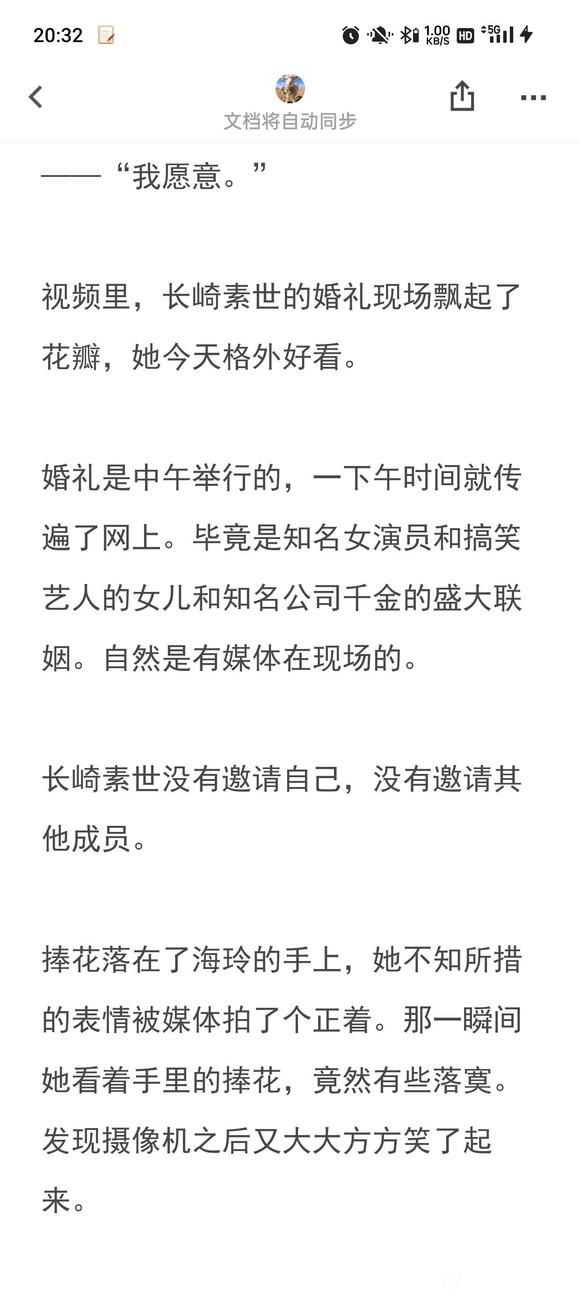 20:32
1.00 KB/S HD 5G
文档将自动同步
——“我愿意。”
视频里，长崎素世的婚礼现场飘起了
花瓣，她今天格外好看。
婚礼是中午举行的，一下午时间就传
遍了网上。毕竟是知名女演员和搞笑
艺人的女儿和知名公司千金的盛大联
姻。自然是有媒体在现场的。
长崎素世没有邀请自己，没有邀请其
他成员。
捧花落在了海玲的手上，她不知所措
的表情被媒体拍了个正着。那一瞬间
她看着手里的捧花，竟然有些落寞。
发现摄像机之后又大大方方笑了起
来。